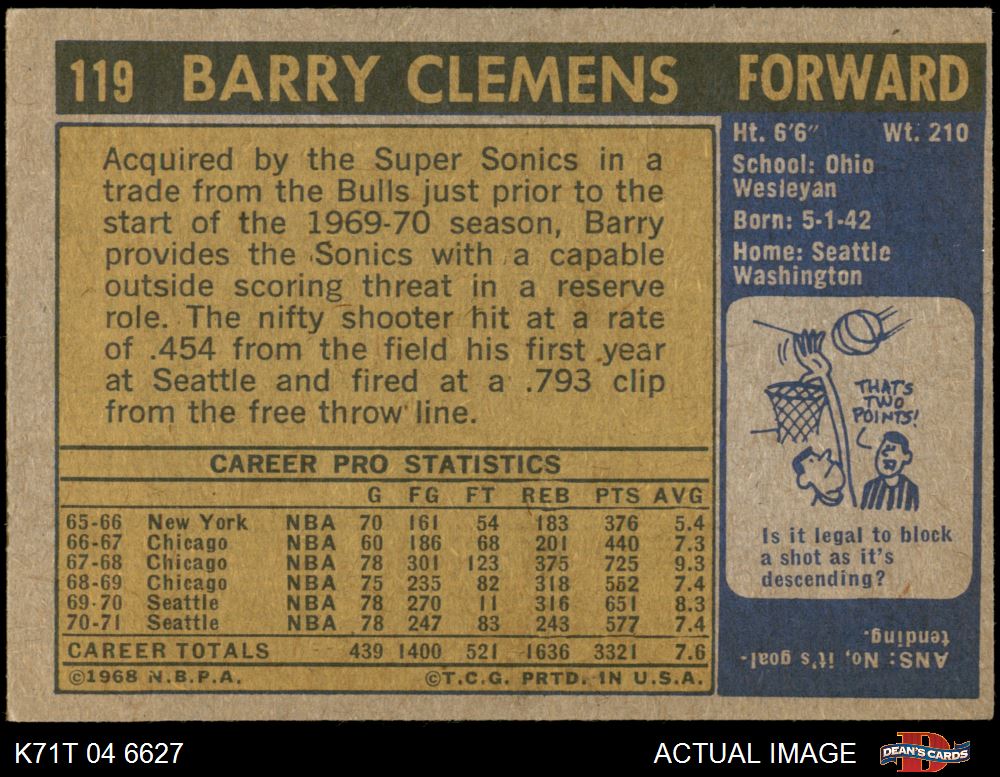 119 BARRY CLEMENS FORWARD
Acquired by the Super Sonics in a
trade from the Bulls just prior to the
start of the 1969-70 season, Barry
provides the Sonics with a capable
outside scoring threat in a reserve
role. The nifty shooter hit at a rate
of .454 from the field his first year
at Seattle and fired at a .793 clip
from the free throw line.
CAREER PRO STATISTICS
G FG FT REB PTS AVG
65-66 New York NBA 70 161 54 183 376 5.4
66-67 Chicago NBA 60 186 68 201 440 7.3
67-68 Chicago NBA 78 301 123 375 725 9.3
68-69 Chicago NBA 75 235 82 318 552 7.4
69-70 Seattle NBA 78 270 11 316 651 8.3
70-71 Seattle NBA 78 247 83 243 577 7.4
CAREER TOTALS 439 1400 521 1636 3321 7.6
©1968 N.B.P.A. ©T.C.G. PRTD. IN U.S.A.
Ht. 6'6" Wt. 210
School: Ohio
Wesleyan
Born: 5-1-42
Home: Seattle
Washington
THAT'S
TWO
POINTS!
Is it legal to block
a shot as it's
descending?
ANS: No, it's goal-
tending.
K71T 04 6627 ACTUAL IMAGE DEAN'S CARDS